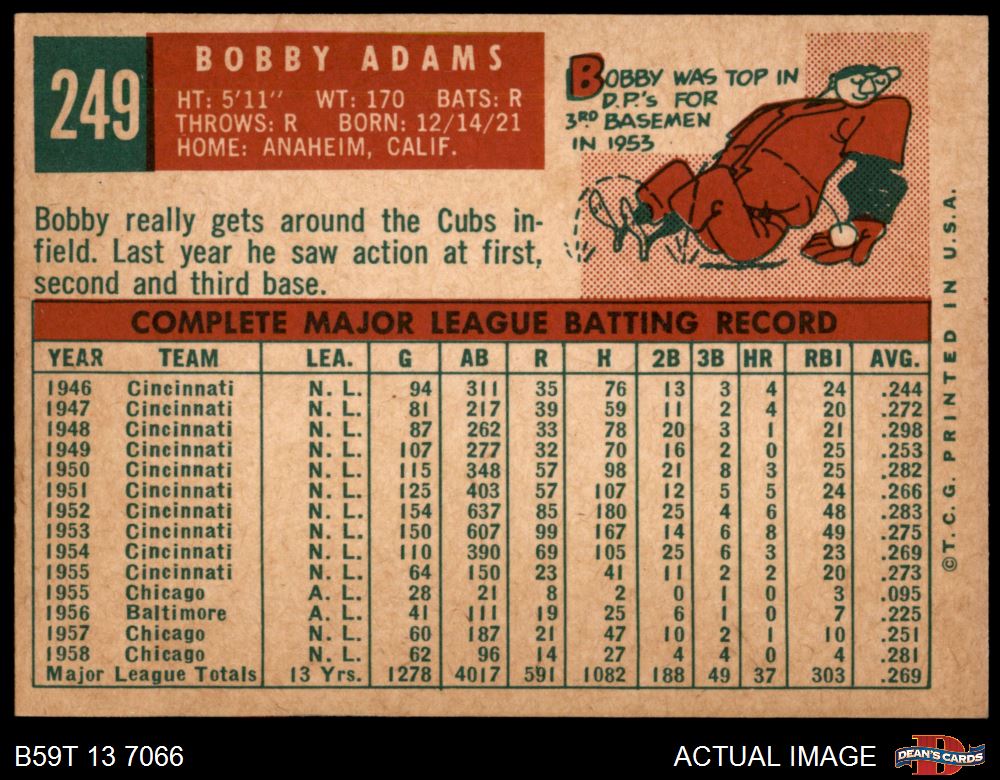 249
BOBBY ADAMS
HT: 5'11" WT: 170 BATS: R
THROWS: R BORN: 12/14/21
HOME: ANAHEIM, CALIF.
BOBBY WAS TOP IN
D.P.'s FOR
3RD BASEMEN
IN 1953
Bobby really gets around the Cubs in-
field. Last year he saw action at first,
second and third base.
COMPLETE MAJOR LEAGUE BATTING RECORD
YEAR TEAM LEA. G AB R H 2B 3B HR RBI AVG.
1946 Cincinnati N. L. 94 311 35 76 13 3 4 24 .244
1947 Cincinnati N. L. 81 217 39 59 11 2 4 20 .272
1948 Cincinnati N. L. 87 262 33 78 20 3 1 21 .298
1949 Cincinnati N. L. 107 277 32 70 16 2 0 25 .253
1950 Cincinnati N. L. 115 348 57 98 21 8 3 25 .282
1951 Cincinnati N. L. 125 403 57 107 12 5 5 24 .266
1952 Cincinnati N. L. 154 637 85 180 25 4 6 48 .283
1953 Cincinnati N. L. 150 607 99 167 14 6 8 49 .275
1954 Cincinnati N. L. 110 390 69 105 25 6 3 23 .269
1955 Cincinnati N. L. 64 150 23 41 11 2 2 20 .273
1955 Chicago A. L. 28 21 8 2 0 1 0 3 .095
1956 Baltimore A. L. 41 111 19 25 6 1 0 7 .225
1957 Chicago N. L. 60 187 21 47 10 2 1 10 .251
1958 Chicago N. L. 62 96 14 27 4 4 0 4 .281
Major League Totals 13 Yrs. 1278 4017 591 1082 188 49 37 303 .269
©T.C.G. PRINTED IN U.S.A.
B59T 13 7066
ACTUAL IMAGE
DEAN'S CARDS